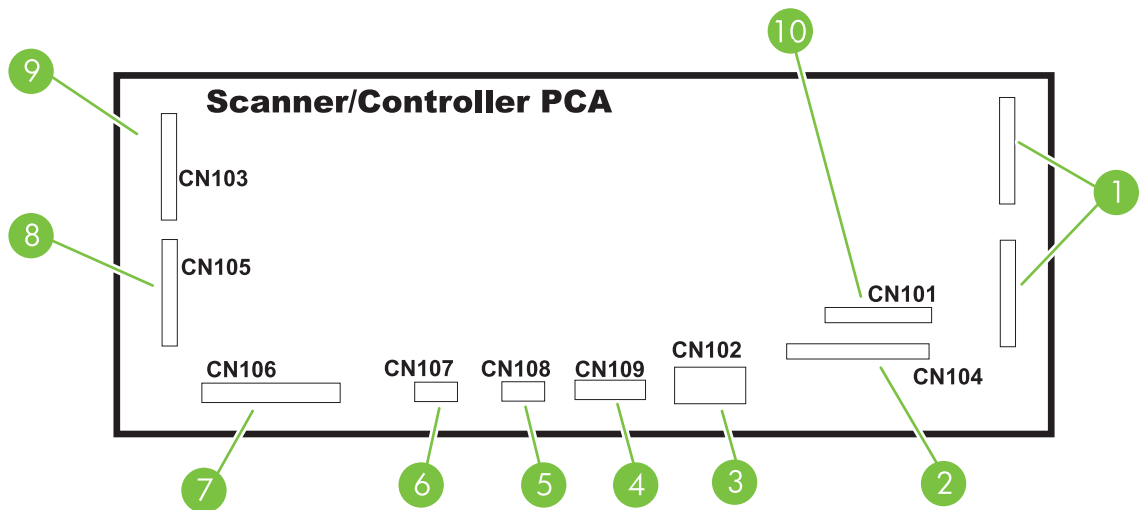 10
9
Scanner/Controller PCA
CN103
1
8
CN105
CN101
CN102
CN106
CN107
CN108
CN109
CN104
7
6
5
4
3
2